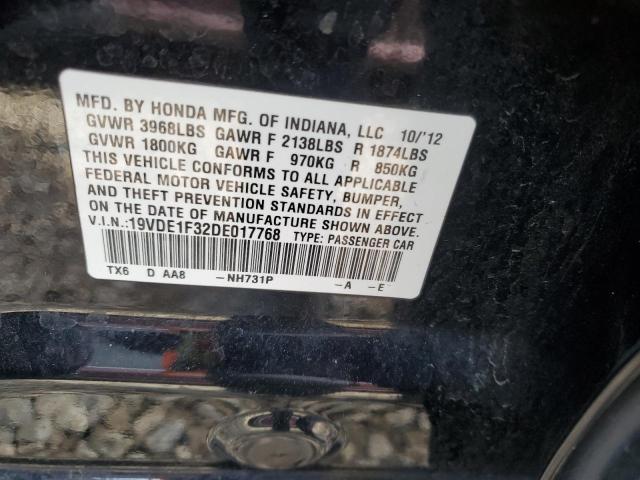 MFD. BY HONDA MFG. OF INDIANA, LLC 10/'12
GVWR 3968LBS GAWR F 2138LBS R 1874LBS
GVWR 1800KG GAWR F 970KG R 850KG
THIS VEHICLE CONFORMS TO ALL APPLICABLE
FEDERAL MOTOR VEHICLE SAFETY, BUMPER,
AND THEFT PREVENTION STANDARDS IN EFFECT
ON THE DATE OF MANUFACTURE SHOWN ABOVE.
V.I.N.:19VDE1F32DE017768 TYPE: PASSENGER CAR
TX6 D AA8 -NH731P -A -E